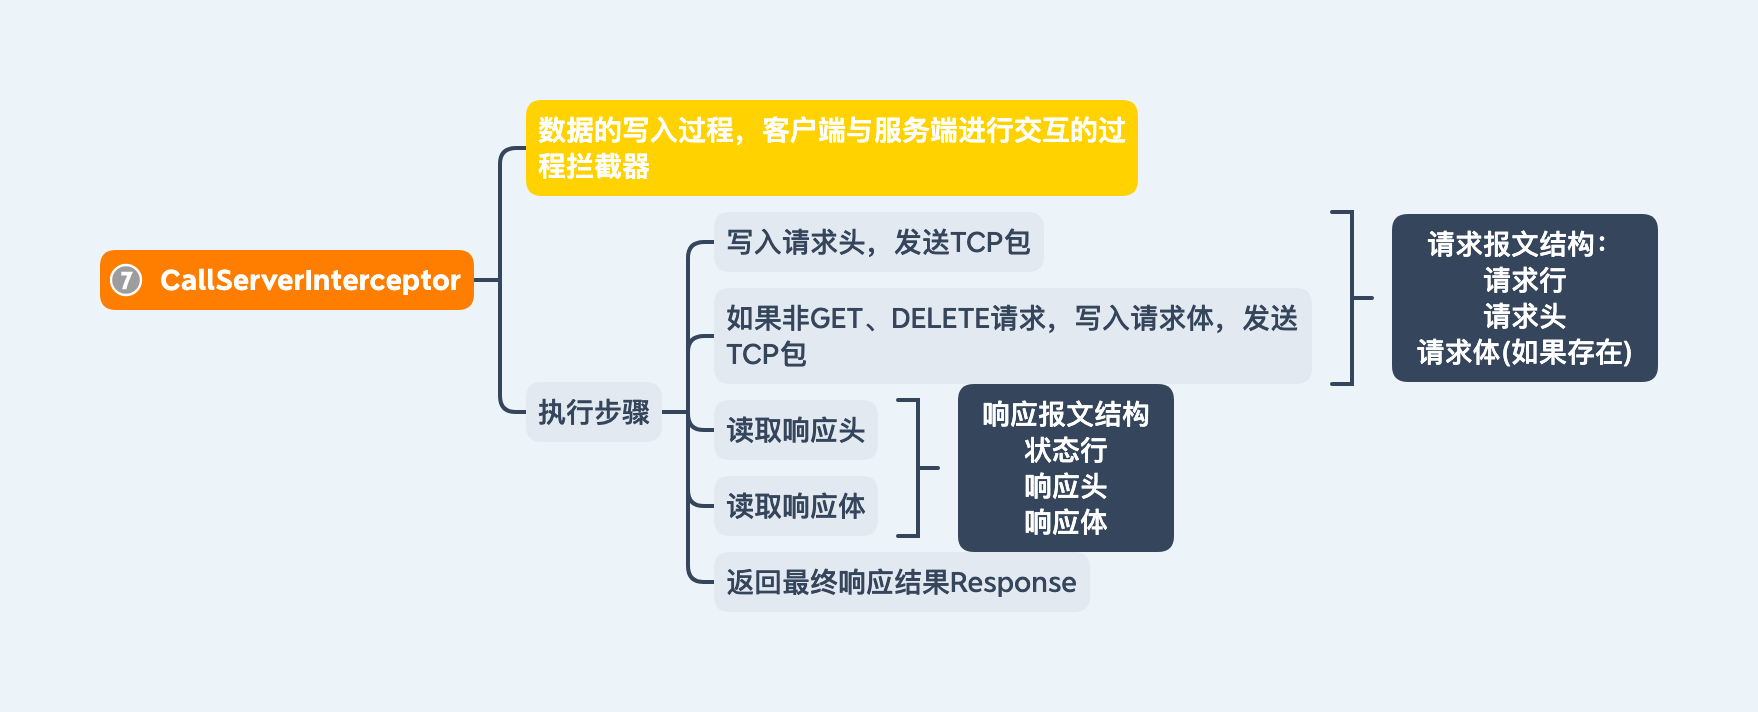 ⑦ CallServerInterceptor
数据的写入过程，客户端与服务端进行交互的过
程拦截器
执行步骤
写入请求头，发送TCP包
如果非GET、DELETE请求，写入请求体，发送
TCP包
请求报文结构：
请求行
请求头
请求体(如果存在)
读取响应头
读取响应体
响应报文结构
状态行
响应头
响应体
返回最终响应结果Response